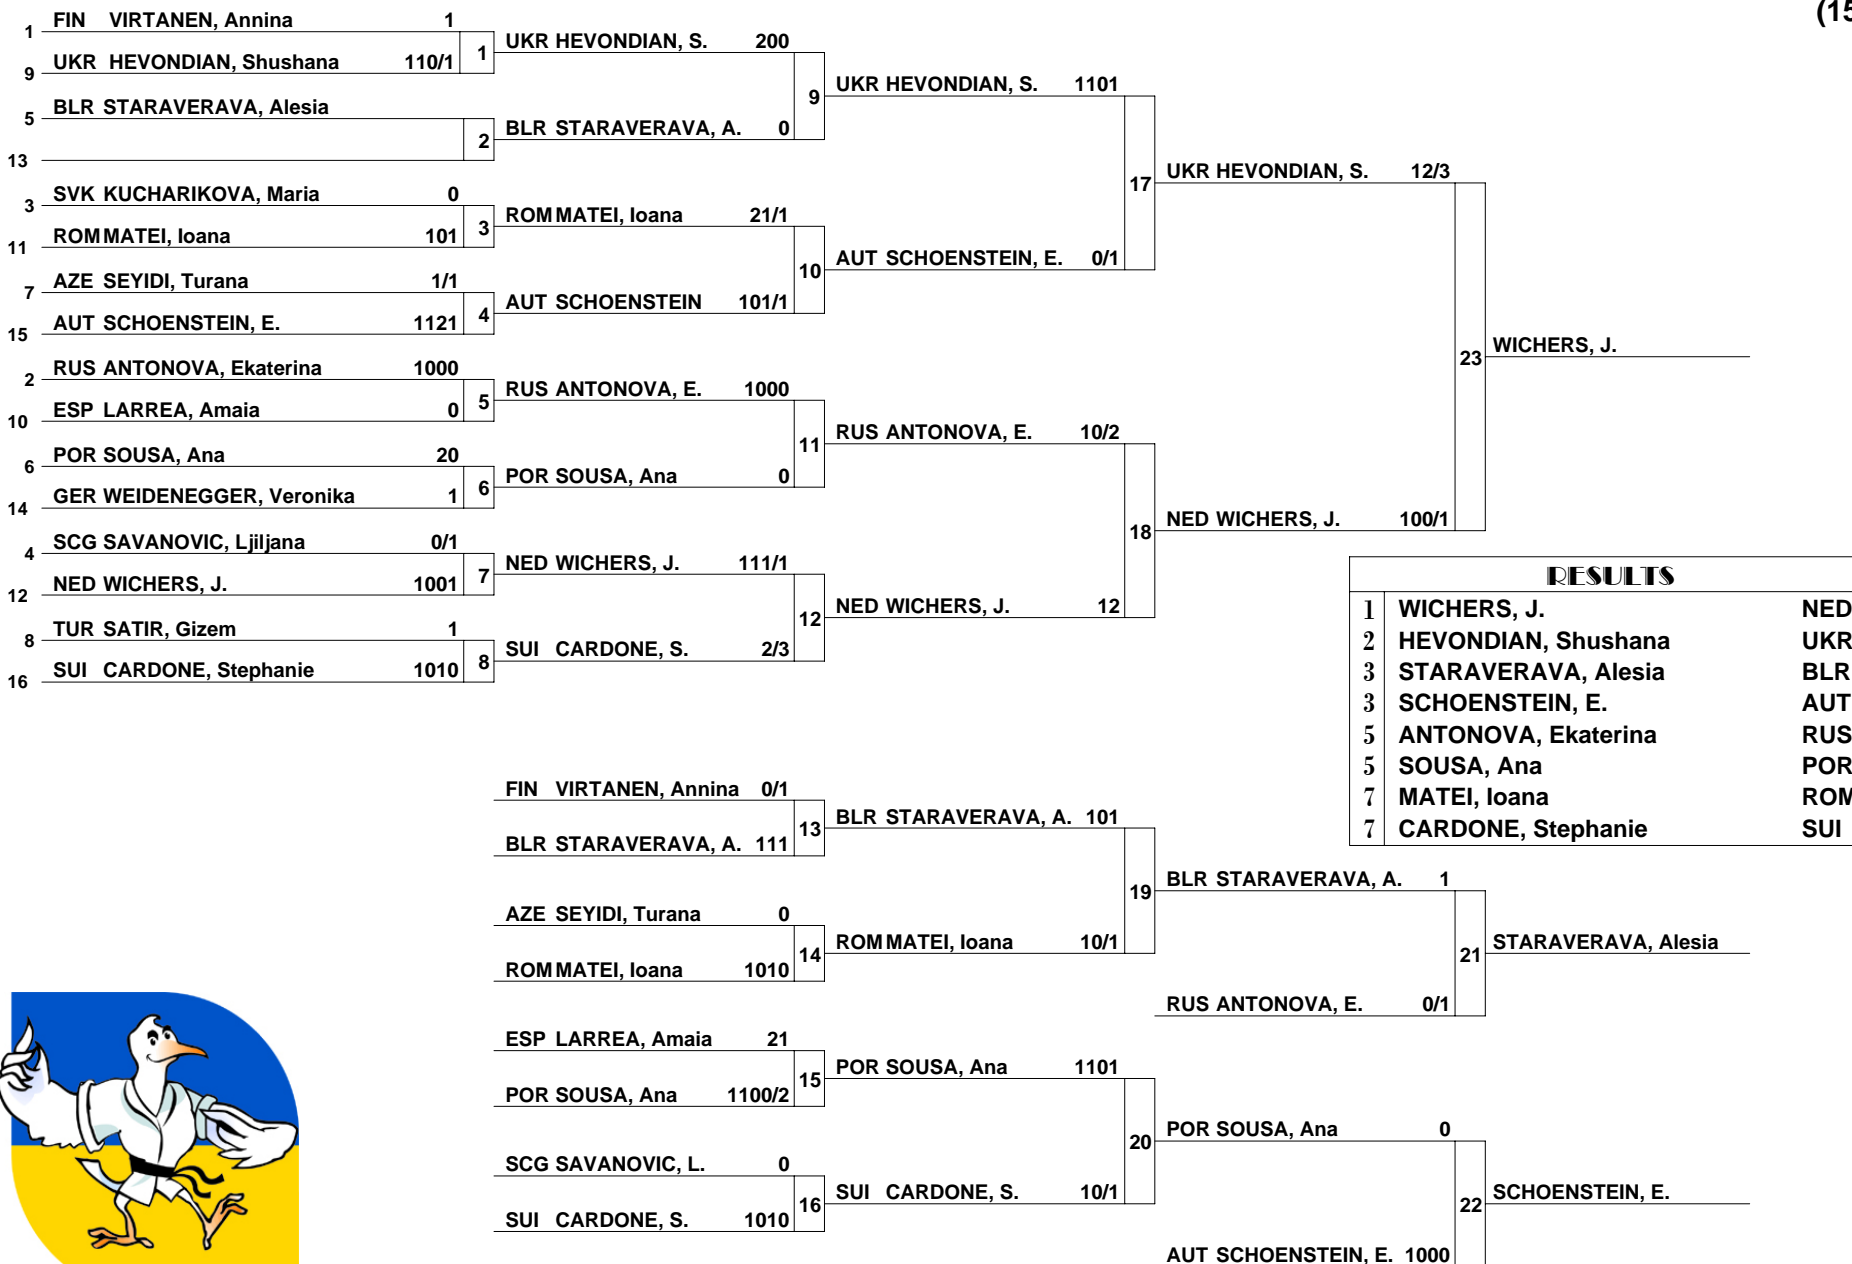 (15
1 FIN VIRTANEN, Annina 1
9 UKR HEVONDIAN, Shushana 110/1
1
5 BLR STARAVERAVA, Alesia
13
2
3 SVK KUCHARIKOVA, Maria 0
11 ROM MATEI, Ioana 101
3
7 AZE SEYIDI, Turana 1/1
15 AUT SCHOENSTEIN, E. 1121
4
2 RUS ANTONOVA, Ekaterina 1000
10 ESP LARREA, Amaia 0
5
6 POR SOUSA, Ana 20
14 GER WEIDENEGGER, Veronika 1
6
4 SCG SAVANOVIC, Ljiljana 0/1
12 NED WICHERS, J. 1001
7
8 TUR SATIR, Gizem 1
16 SUI CARDONE, Stephanie 1010
8
UKR HEVONDIAN, S. 200
BLR STARAVERAVA, A. 0
9
ROM MATEI, Ioana 21/1
AUT SCHOENSTEIN 101/1
10
RUS ANTONOVA, E. 1000
POR SOUSA, Ana 0
11
NED WICHERS, J. 111/1
SUI CARDONE, S. 2/3
12
UKR HEVONDIAN, S. 1101
AUT SCHOENSTEIN, E. 0/1
17
RUS ANTONOVA, E. 10/2
NED WICHERS, J. 12
18
UKR HEVONDIAN, S. 12/3
NED WICHERS, J. 100/1
23
WICHERS, J.
RESULTS
1 WICHERS, J. NED
2 HEVONDIAN, Shushana UKR
3 STARAVERAVA, Alesia BLR
3 SCHOENSTEIN, E. AUT
5 ANTONOVA, Ekaterina RUS
5 SOUSA, Ana POR
7 MATEI, Ioana ROM
7 CARDONE, Stephanie SUI
FIN VIRTANEN, Annina 0/1
BLR STARAVERAVA, A. 111
13
AZE SEYIDI, Turana 0
ROM MATEI, Ioana 1010
14
ESP LARREA, Amaia 21
POR SOUSA, Ana 1100/2
15
SCG SAVANOVIC, L. 0
SUI CARDONE, S. 1010
16
BLR STARAVERAVA, A. 101
ROM MATEI, Ioana 10/1
19
POR SOUSA, Ana 1101
SUI CARDONE, S. 10/1
20
BLR STARAVERAVA, A. 1
RUS ANTONOVA, E. 0/1
21
STARAVERAVA, Alesia
POR SOUSA, Ana 0
AUT SCHOENSTEIN, E. 1000
22
SCHOENSTEIN, E.